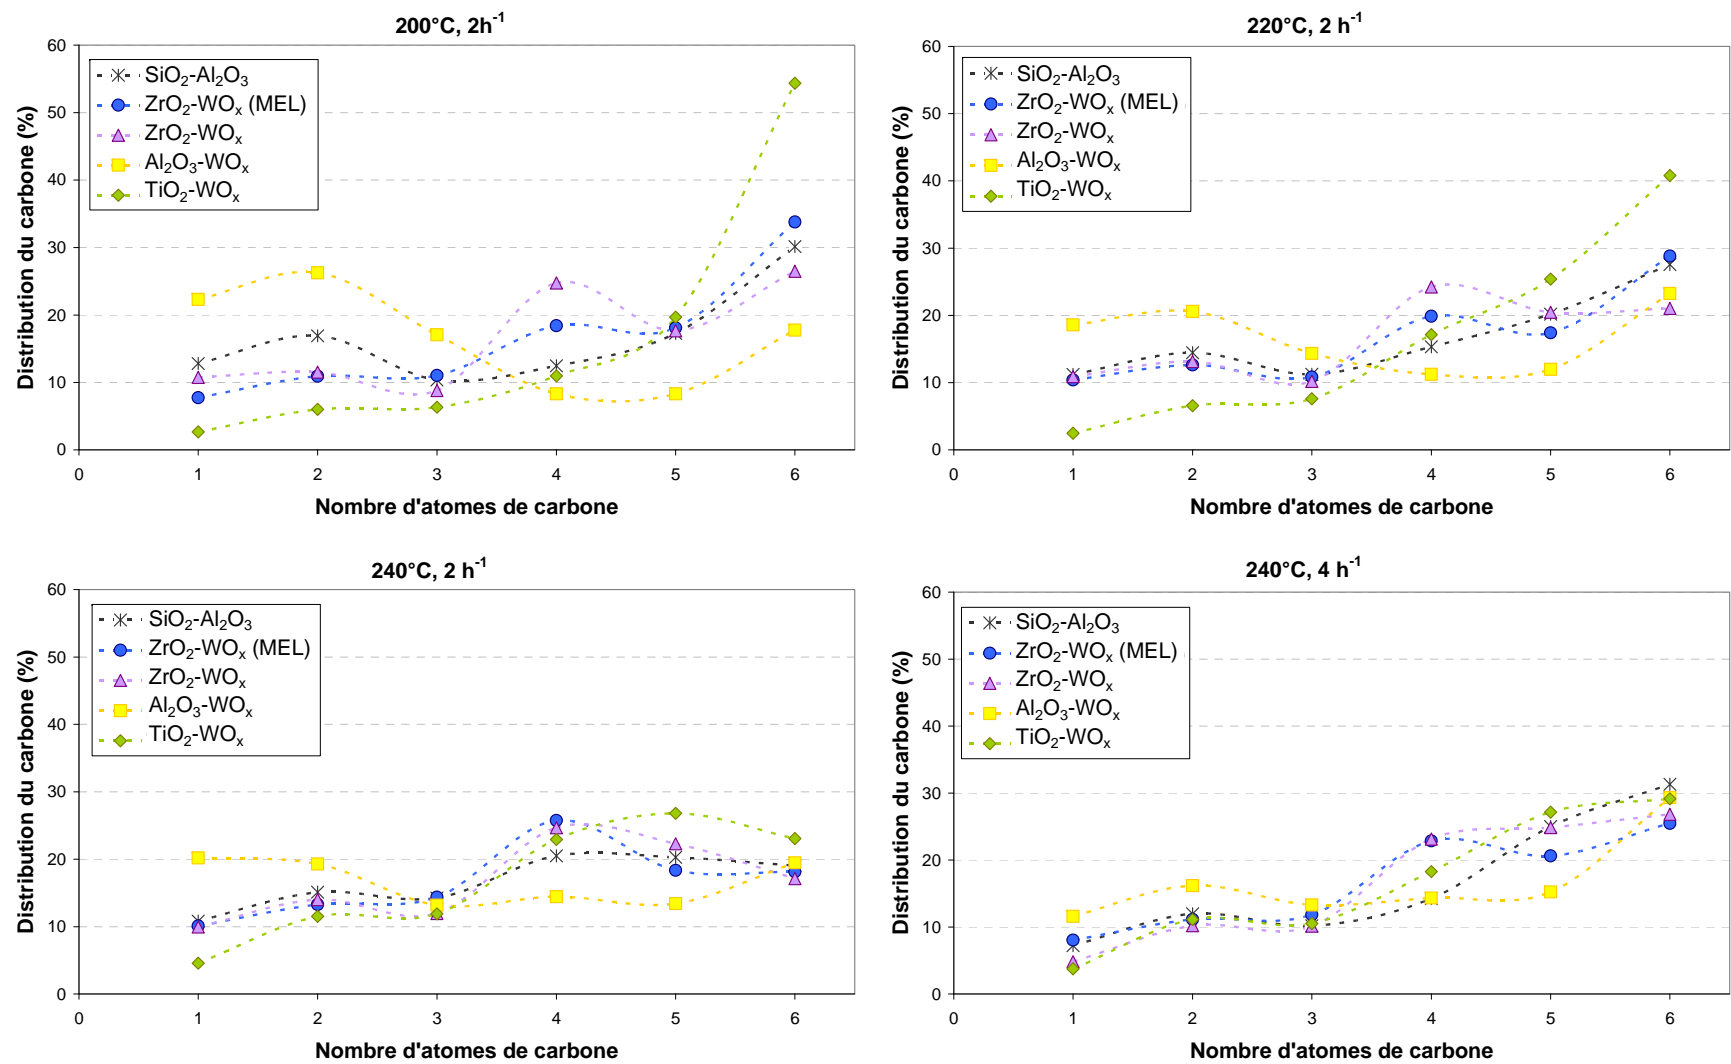 200°C, 2h⁻¹
Distribution du carbone (%)
60
50
40
30
20
10
0
SiO₂-Al₂O₃
ZrO₂-WOₓ (MEL)
ZrO₂-WOₓ
Al₂O₃-WOₓ
TiO₂-WOₓ
0 1 2 3 4 5 6
Nombre d'atomes de carbone
220°C, 2 h⁻¹
Distribution du carbone (%)
60
50
40
30
20
10
0
SiO₂-Al₂O₃
ZrO₂-WOₓ (MEL)
ZrO₂-WOₓ
Al₂O₃-WOₓ
TiO₂-WOₓ
0 1 2 3 4 5 6
Nombre d'atomes de carbone
240°C, 2 h⁻¹
Distribution du carbone (%)
60
50
40
30
20
10
0
SiO₂-Al₂O₃
ZrO₂-WOₓ (MEL)
ZrO₂-WOₓ
Al₂O₃-WOₓ
TiO₂-WOₓ
0 1 2 3 4 5 6
Nombre d'atomes de carbone
240°C, 4 h⁻¹
Distribution du carbone (%)
60
50
40
30
20
10
0
SiO₂-Al₂O₃
ZrO₂-WOₓ (MEL)
ZrO₂-WOₓ
Al₂O₃-WOₓ
TiO₂-WOₓ
0 1 2 3 4 5 6
Nombre d'atomes de carbone